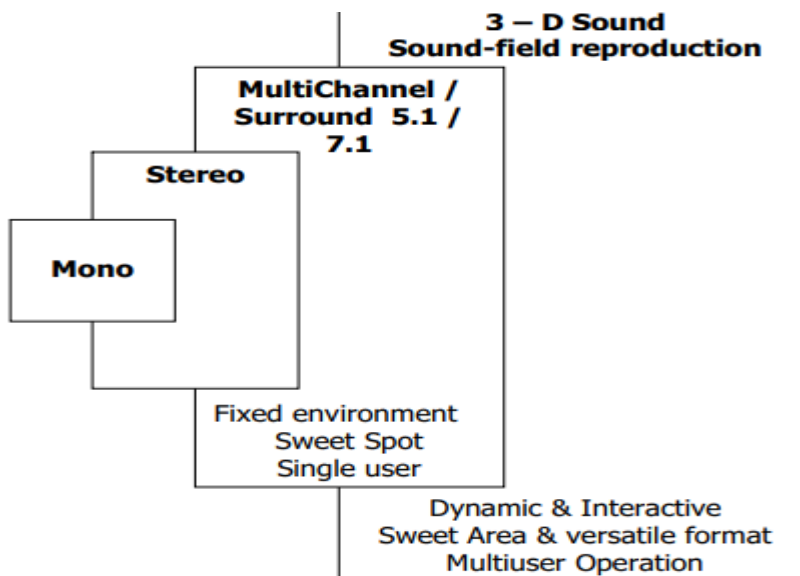 3 – D Sound
Sound-field reproduction
MultiChannel /
Surround 5.1 /
7.1
Stereo
Mono
Fixed environment
Sweet Spot
Single user
Dynamic & Interactive
Sweet Area & versatile format
Multiuser Operation